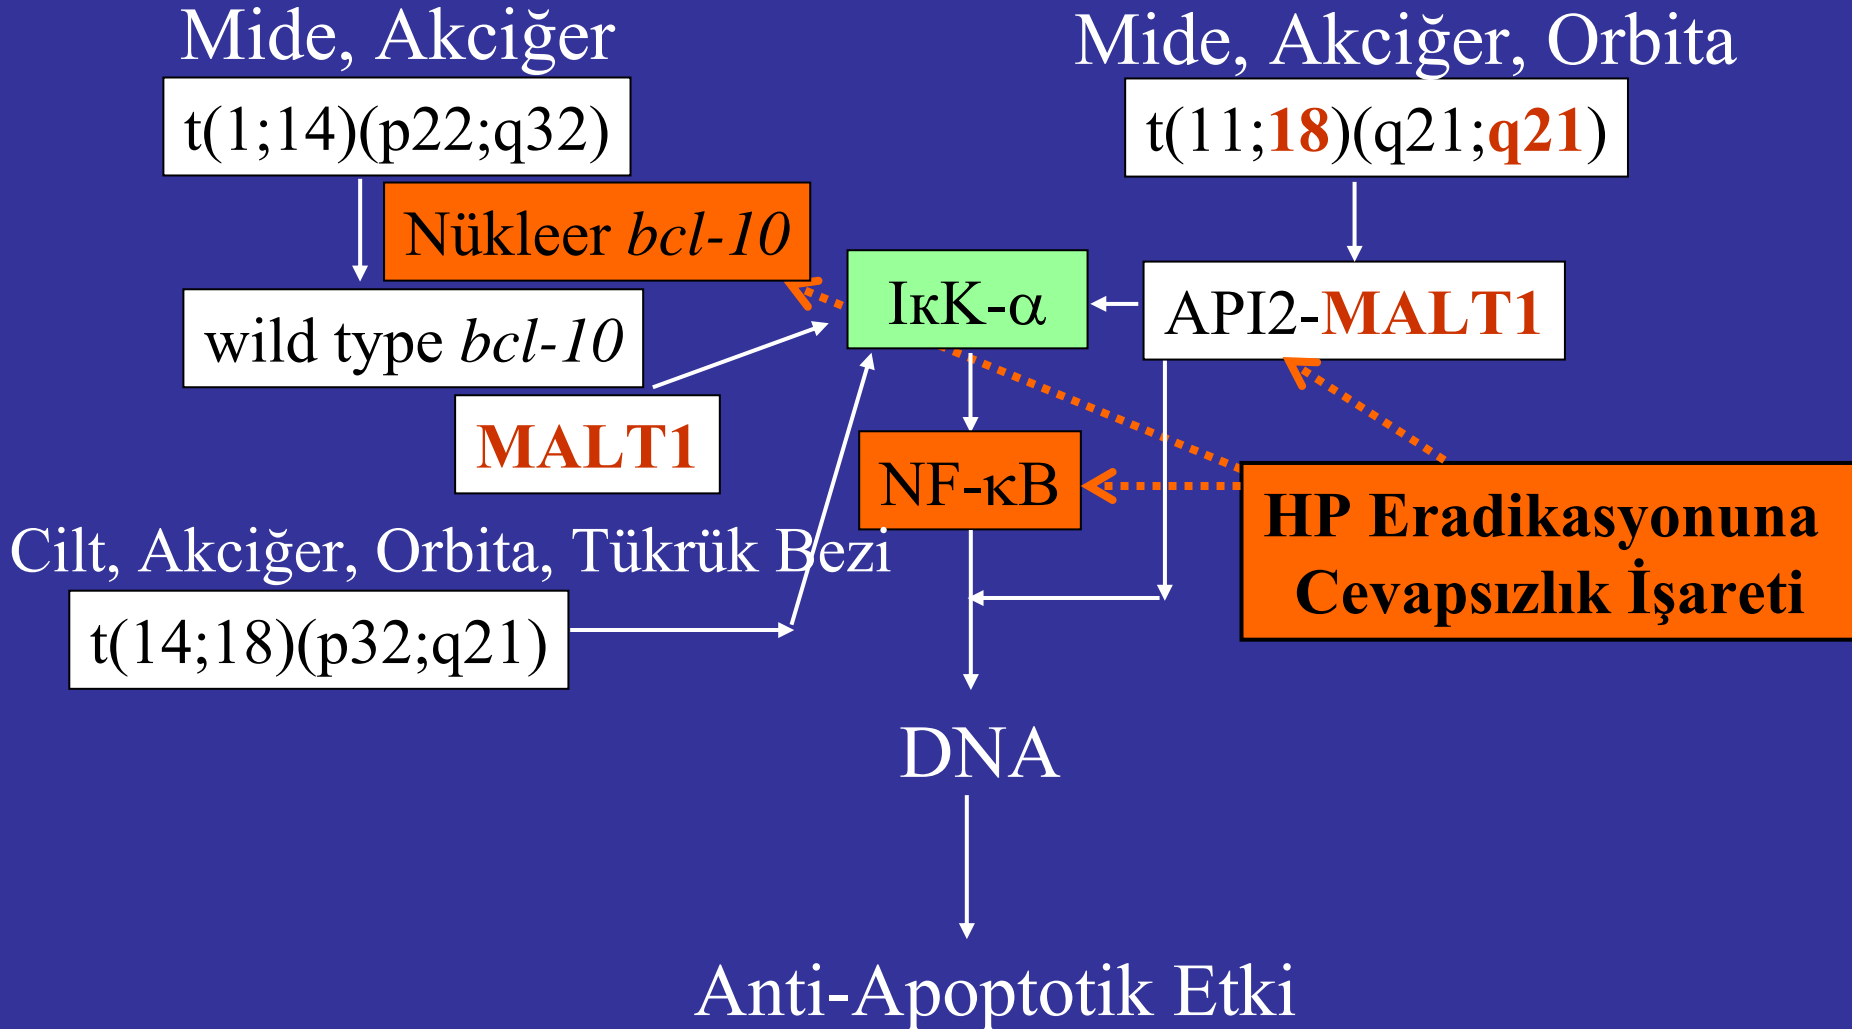 Mide, Akciğer
t(1;14)(p22;q32)
Nükleer bcl-10
wild type bcl-10
MALT1
Mide, Akciğer, Orbita
t(11;18)(q21;q21)
IκK-α
API2-MALT1
NF-κB
HP Eradikasyonuna
Cevapsızlık İşareti
Cilt, Akciğer, Orbita, Tükrük Bezi
t(14;18)(p32;q21)
DNA
Anti-Apoptotik Etki